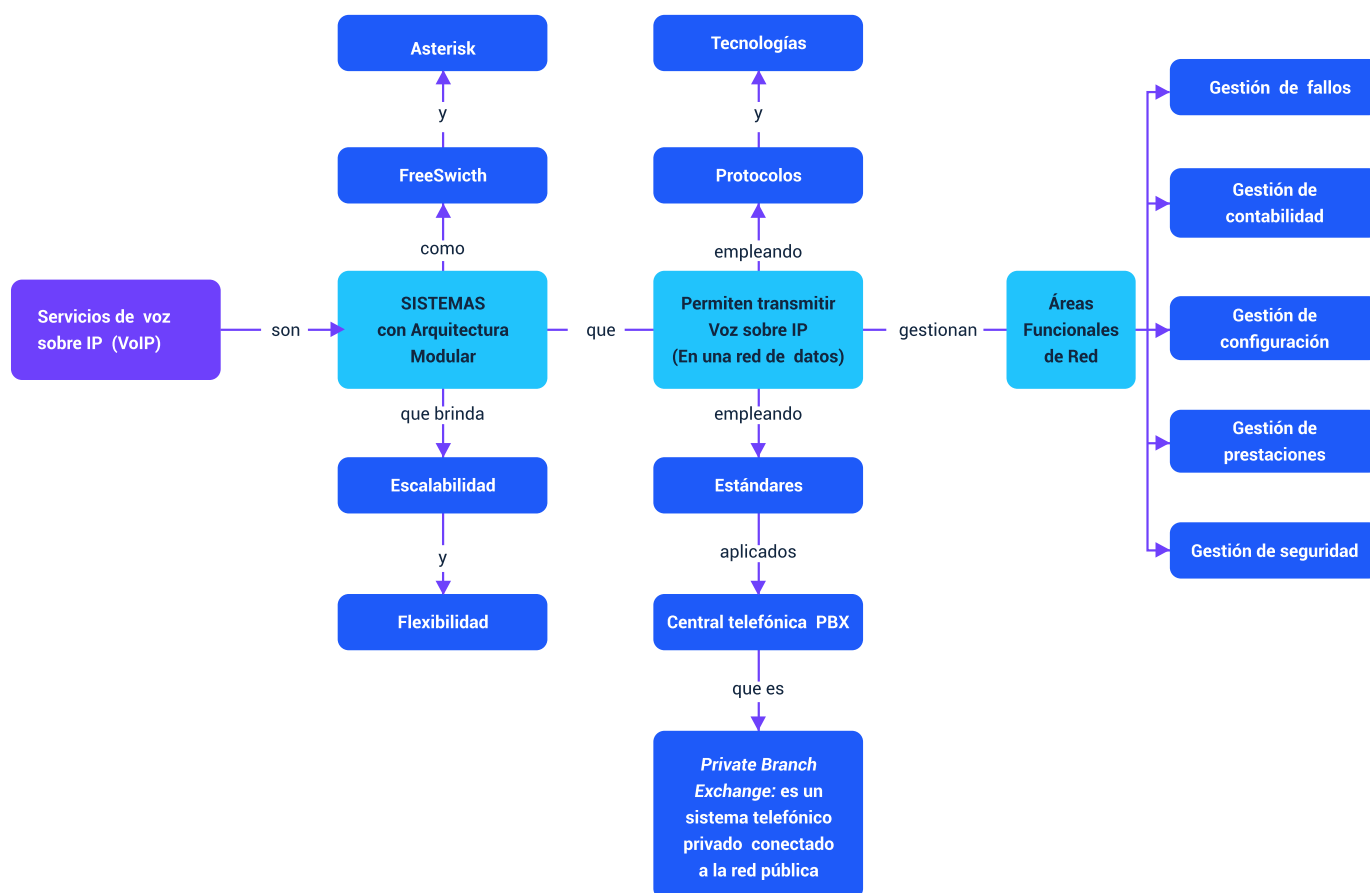 Asterisk
Tecnologías
Gestión de fallos
y
y
FreeSwicth
Protocolos
Gestión de
contabilidad
como
empleando
Servicios de voz
sobre IP (VoIP)
son
SISTEMAS
con Arquitectura
Modular
que
Permiten transmitir
Voz sobre IP
(En una red de datos)
gestionan
Áreas
Funcionales
de Red
Gestión de
configuración
que brinda
empleando
Gestión de
prestaciones
Escalabilidad
Estándares
y
aplicados
Gestión de seguridad
Flexibilidad
Central telefónica PBX
que es
Private Branch
Exchange: es un
sistema telefónico
privado conectado
a la red pública